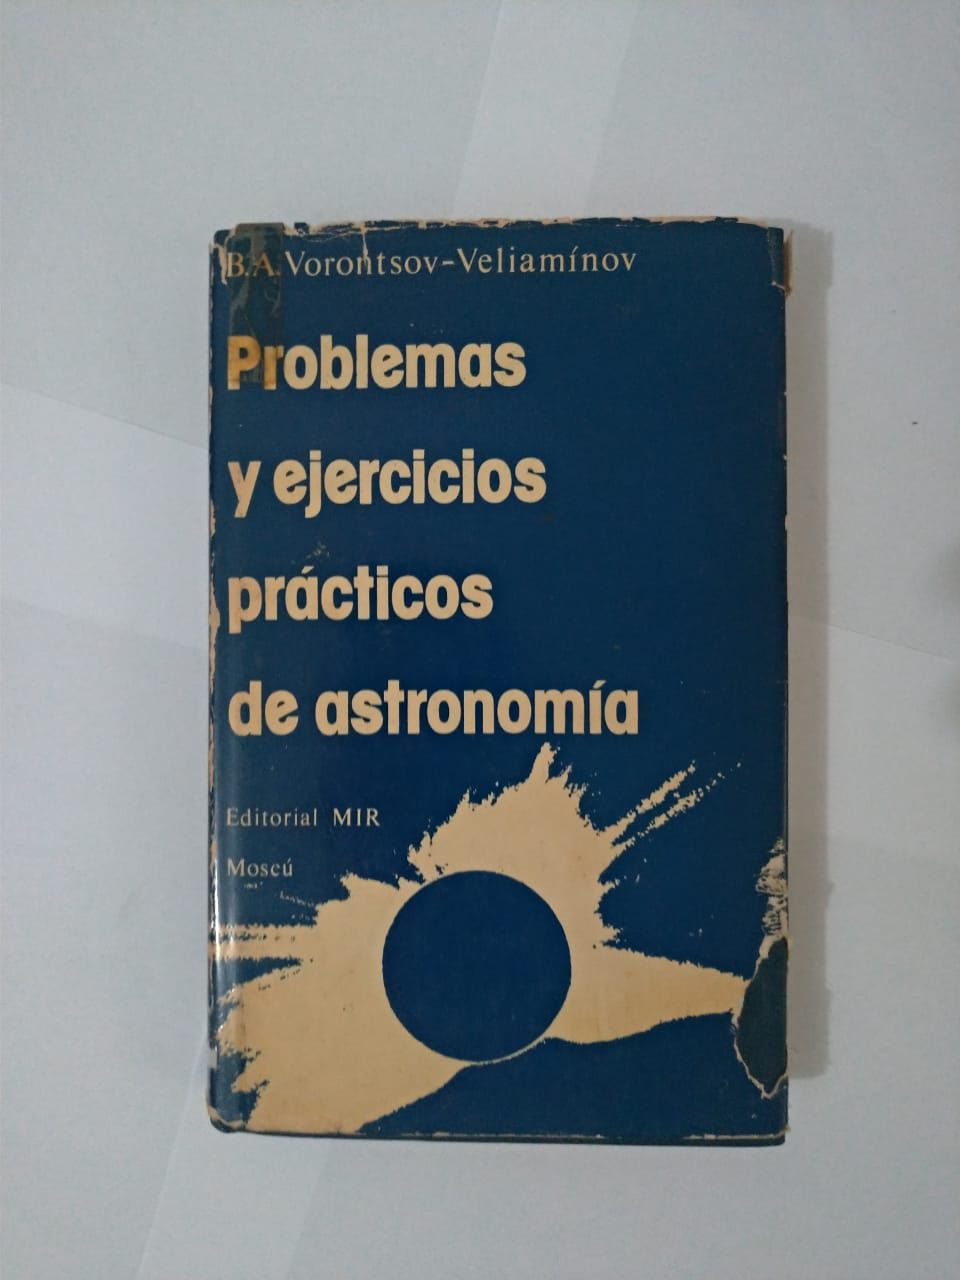 B.A. Vorontsov-Veliamínov
Problemas
y ejercicios
prácticos
de astronomía
Editorial MIR
Moscú